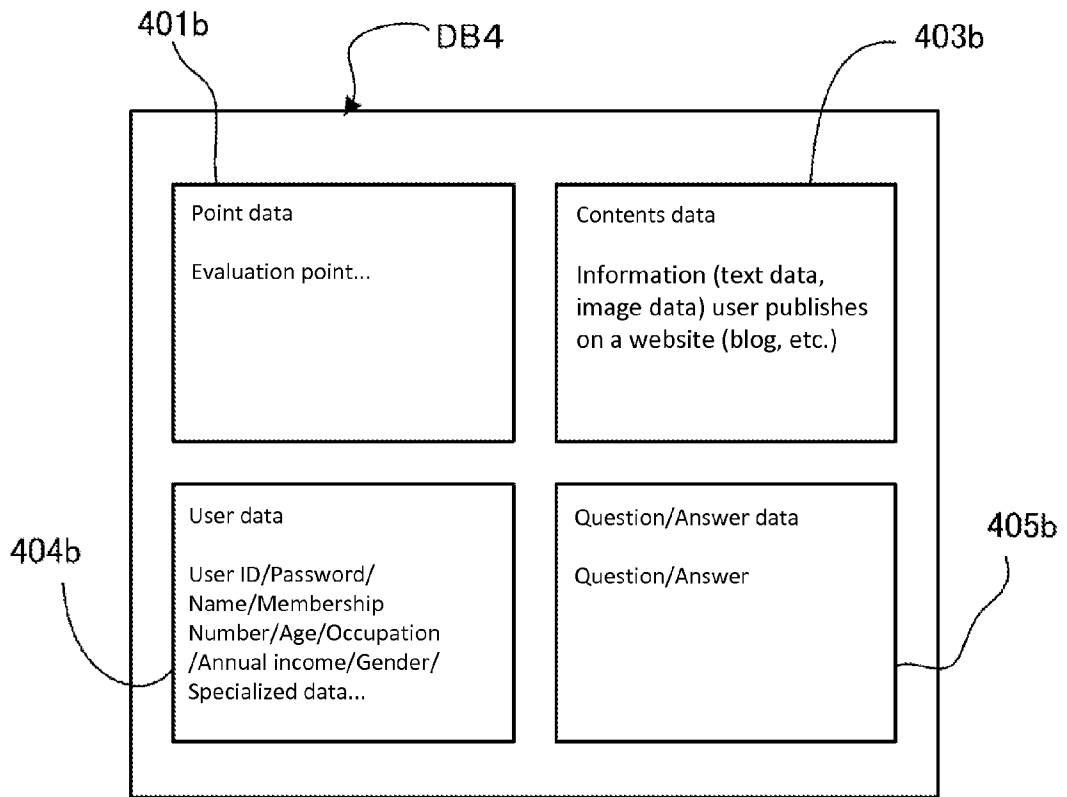 401b
DB4
403b
Point data
Evaluation point...
Contents data
Information (text data,
image data) user publishes
on a website (blog, etc.)
404b
User data
User ID/Password/
Name/Membership
Number/Age/Occupation
/Annual income/Gender/
Specialized data...
Question/Answer data
Question/Answer
405b